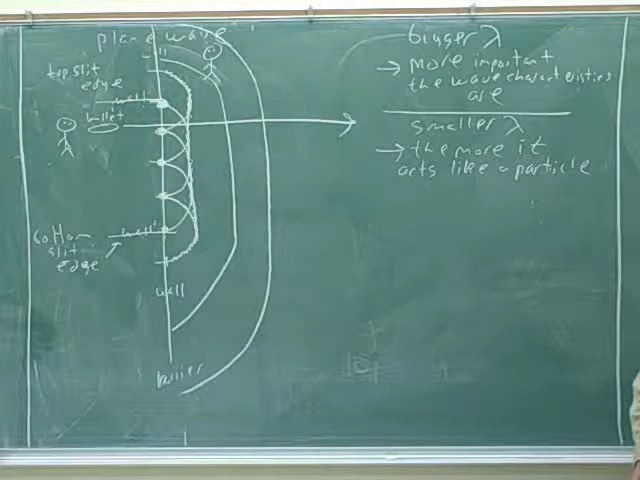 plane wave
top slit
edge
wall
bullet
bottom
slit
edge
wall
wall
barrier
bigger λ
→ more important
the wave characteristics
are
smaller λ
→ the more it
acts like a particle